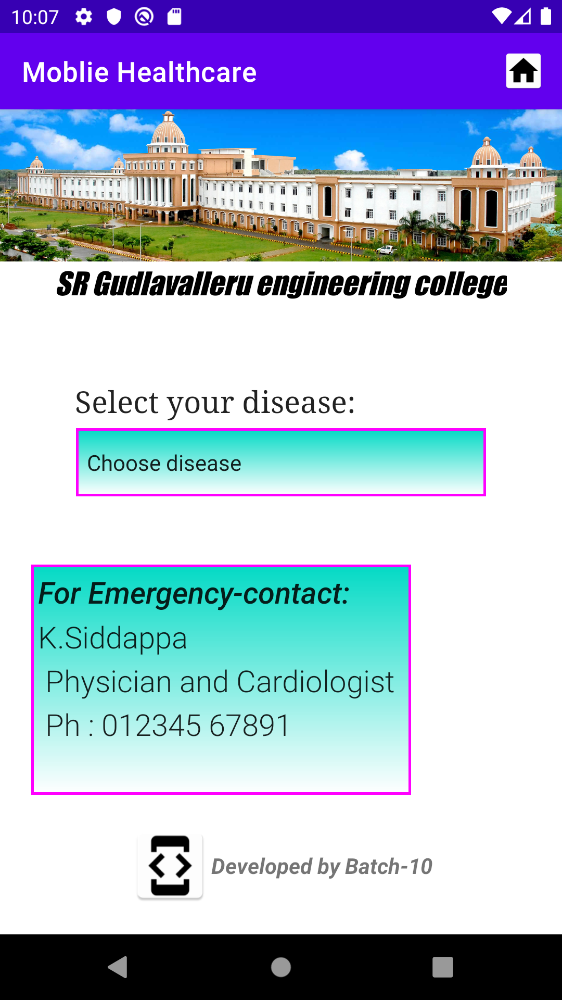 10:07
Moblie Healthcare
SR Gudlavalleru engineering college
Select your disease:
Choose disease
For Emergency-contact:
K.Siddappa
Physician and Cardiologist
Ph : 012345 67891
Developed by Batch-10